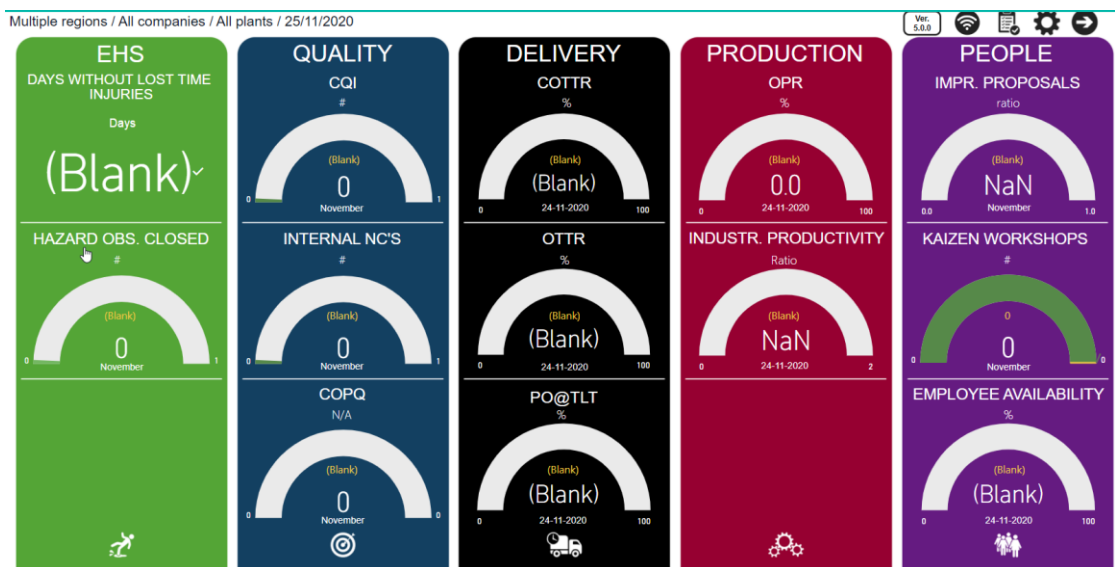 Multiple regions / All companies / All plants / 25/11/2020
Ver.
5.0.0
EHS
DAYS WITHOUT LOST TIME
INJURIES
Days
(Blank)
HAZARD OBS. CLOSED
#
(Blank)
0
0
1
November
QUALITY
CQI
#
(Blank)
0
0
1
November
INTERNAL NC'S
#
(Blank)
0
0
1
November
COPQ
N/A
(Blank)
0
0
0
November
DELIVERY
COTTR
%
(Blank)
(Blank)
0
24-11-2020
100
OTTR
%
(Blank)
(Blank)
0
24-11-2020
100
PO@TLT
%
(Blank)
(Blank)
0
24-11-2020
100
PRODUCTION
OPR
%
(Blank)
0.0
0
24-11-2020
100
INDUSTR. PRODUCTIVITY
Ratio
(Blank)
NaN
0
24-11-2020
2
PEOPLE
IMPR. PROPOSALS
ratio
(Blank)
NaN
0.0
November
1.0
KAIZEN WORKSHOPS
#
0
0
0
0
November
EMPLOYEE AVAILABILITY
%
(Blank)
(Blank)
0
24-11-2020
100